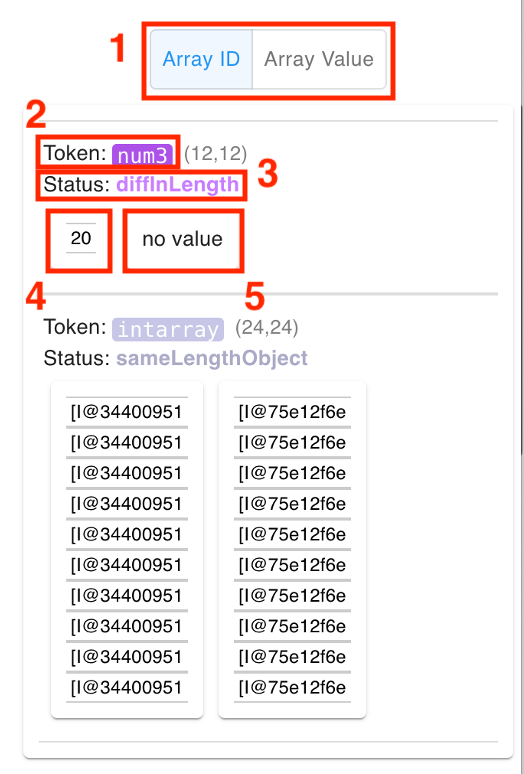 1
Array ID Array Value
2
Token: num3 (12,12)
Status: diffInLength
3
20 no value
4 5
Token: intarray (24,24)
Status: sameLengthObject
[I@34400951 [I@75e12f6e
[I@34400951 [I@75e12f6e
[I@34400951 [I@75e12f6e
[I@34400951 [I@75e12f6e
[I@34400951 [I@75e12f6e
[I@34400951 [I@75e12f6e
[I@34400951 [I@75e12f6e
[I@34400951 [I@75e12f6e
[I@34400951 [I@75e12f6e
[I@34400951 [I@75e12f6e